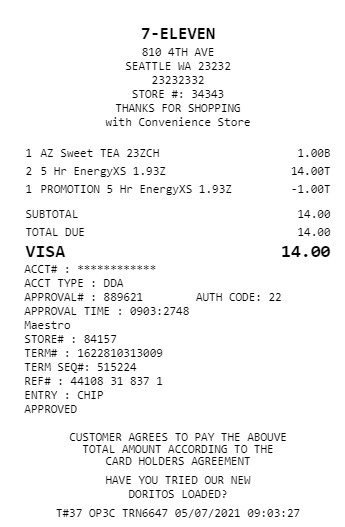 7-ELEVEN
810 4TH AVE
SEATTLE WA 23232
23232332
STORE #: 34343
THANKS FOR SHOPPING
with Convenience Store
1 AZ Sweet TEA 23ZCH 1.00B
2 5 Hr EnergyXS 1.93Z 14.00T
1 PROMOTION 5 Hr EnergyXS 1.93Z -1.00T
SUBTOTAL 14.00
TOTAL DUE 14.00
VISA 14.00
ACCT# : ************
ACCT TYPE : DDA
APPROVAL# : 889621 AUTH CODE: 22
APPROVAL TIME : 0903:2748
Maestro
STORE# : 84157
TERM# : 1622810313009
TERM SEQ#: 515224
REF# : 44108 31 837 1
ENTRY : CHIP
APPROVED
CUSTOMER AGREES TO PAY THE ABOUVE
TOTAL AMOUNT ACCORDING TO THE
CARD HOLDERS AGREEMENT
HAVE YOU TRIED OUR NEW
DORITOS LOADED?
T#37 OP3C TRN6647 05/07/2021 09:03:27